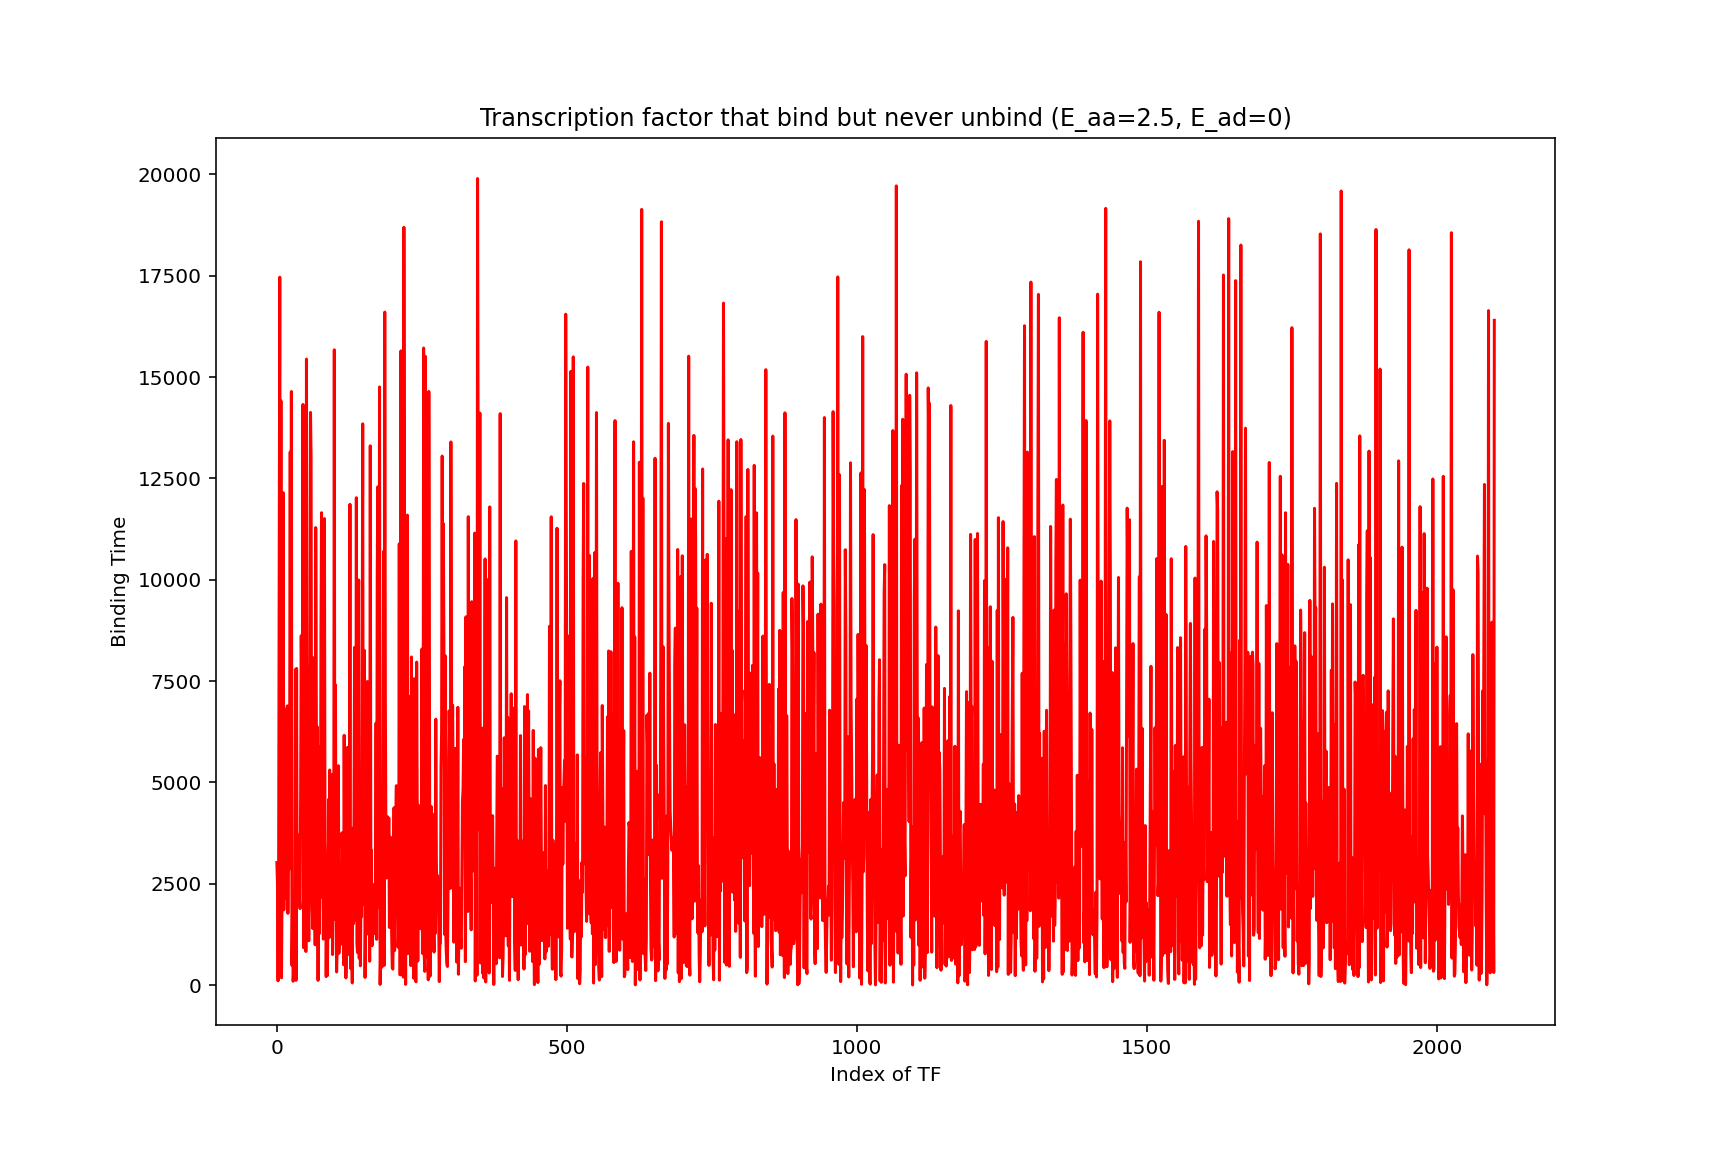 Transcription factor that bind but never unbind (E_aa=2.5, E_ad=0)
20000
17500
15000
12500
10000
7500
5000
2500
0
Binding Time
0 500 1000 1500 2000
Index of TF